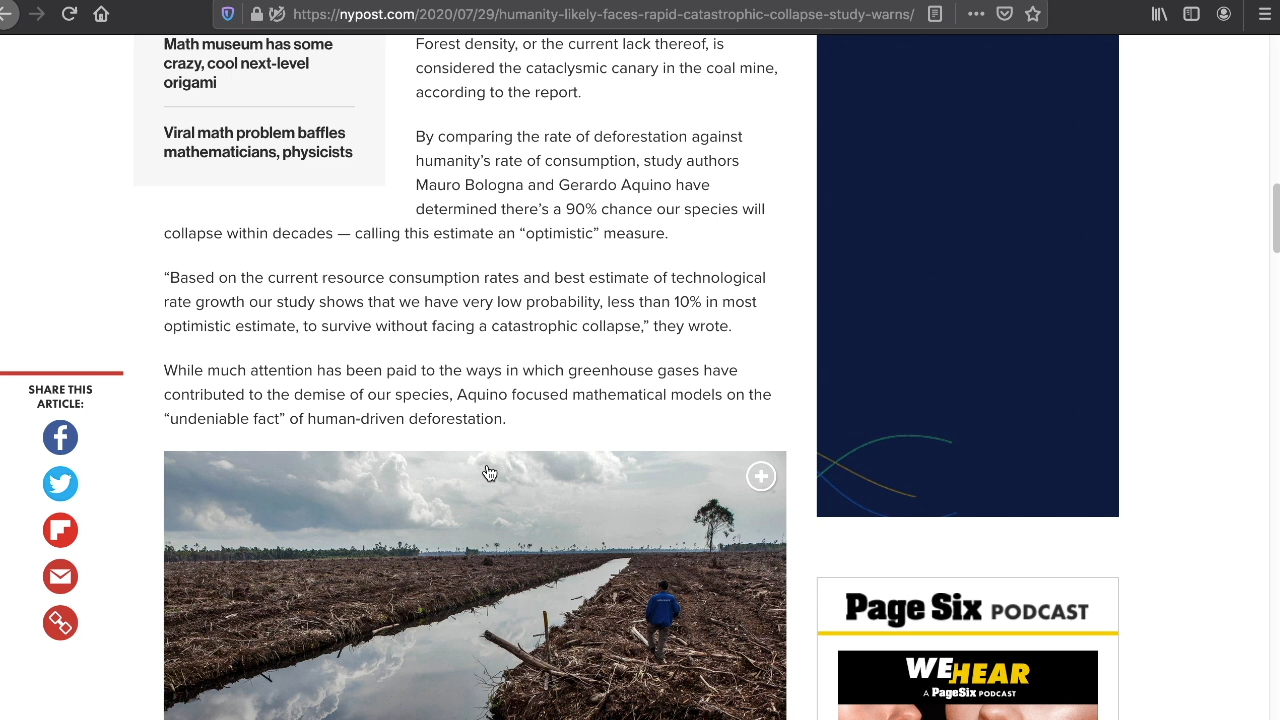 https://nypost.com/2020/07/29/humanity-likely-faces-rapid-catastrophic-collapse-study-warns/
Math museum has some
crazy, cool next-level
origami
Viral math problem baffles
mathematicians, physicists
Forest density, or the current lack thereof, is
considered the cataclysmic canary in the coal mine,
according to the report.
By comparing the rate of deforestation against
humanity’s rate of consumption, study authors
Mauro Bologna and Gerardo Aquino have
determined there’s a 90% chance our species will
collapse within decades — calling this estimate an “optimistic” measure.
“Based on the current resource consumption rates and best estimate of technological
rate growth our study shows that we have very low probability, less than 10% in most
optimistic estimate, to survive without facing a catastrophic collapse,” they wrote.
While much attention has been paid to the ways in which greenhouse gases have
contributed to the demise of our species, Aquino focused mathematical models on the
“undeniable fact” of human-driven deforestation.
SHARE THIS
ARTICLE:
Page Six PODCAST
WE HEAR
A PageSix PODCAST